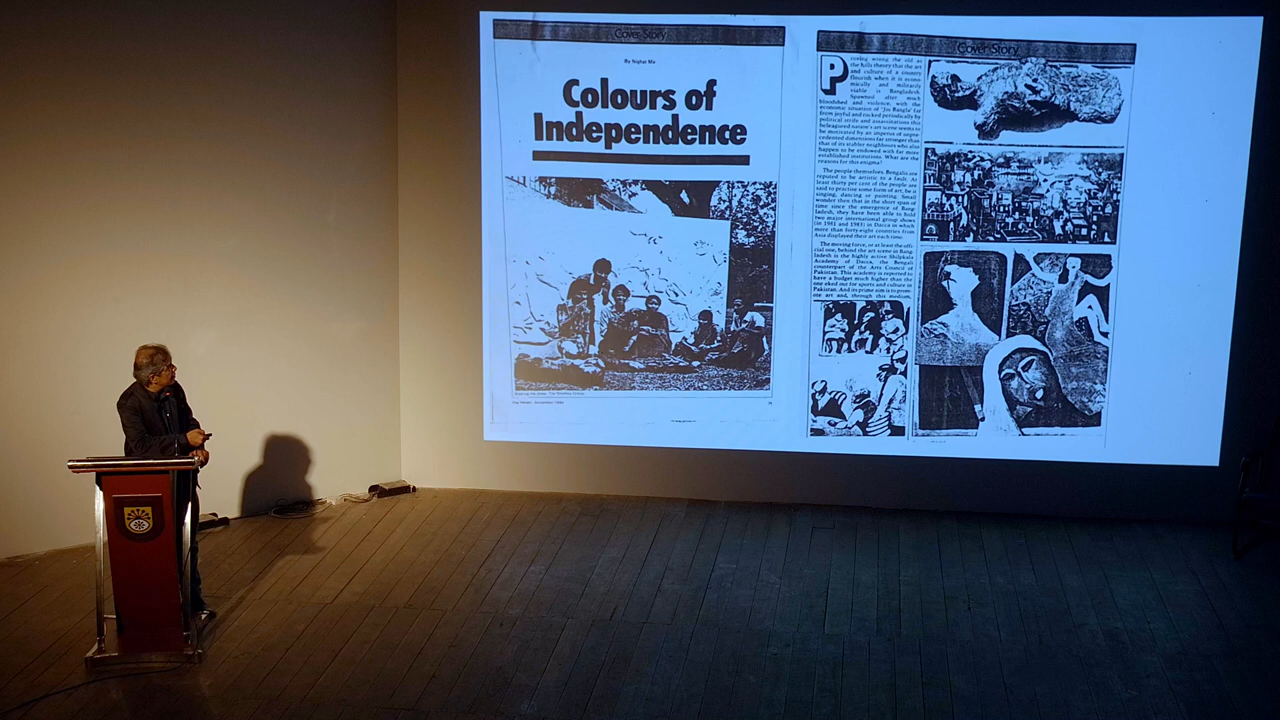 Cover Story
By Nighat Mir
Colours of
Independence
Cover Story
Proving wrong the old as
the hills theory that the art
and culture of a country
flourish when it is econo-
mically and militarily
viable is Bangladesh.
Spawned after much
bloodshed and violence, with the
economic situation of "Joi Bangla" far
from joyful and rocked periodically by
political strife and assassinations this
beleagured nation's art scene seems to
be motivated by an impetus of unpre-
cedented dimensions far stronger than
that of its stabler neighbours who also
happen to be endowed with far more
established institutions. What are the
reasons for this enigma?
The people themselves. Bengalis are
reputed to be artistic to a fault. At
least thirty per cent of the people are
said to practise some form of art, be it
singing, dancing or painting. Small
wonder then that in the short span of
time since the emergence of Bang-
ladesh, they have been able to hold
two major international group shows
(in 1981 and 1983) in Dacca in which
more than forty-eight countries from
Asia displayed their art each time.
The moving force, or at least the offi-
cial one, behind the art scene in Bang-
ladesh is the highly active Shilpkala
Academy of Dacca, the Bengali
counterpart of the Arts Council of
Pakistan. This academy is reported to
have a budget much higher than the
one eked out for sports and culture in
Pakistan. And its prime aim is to prom-
ote art and, through this medium,